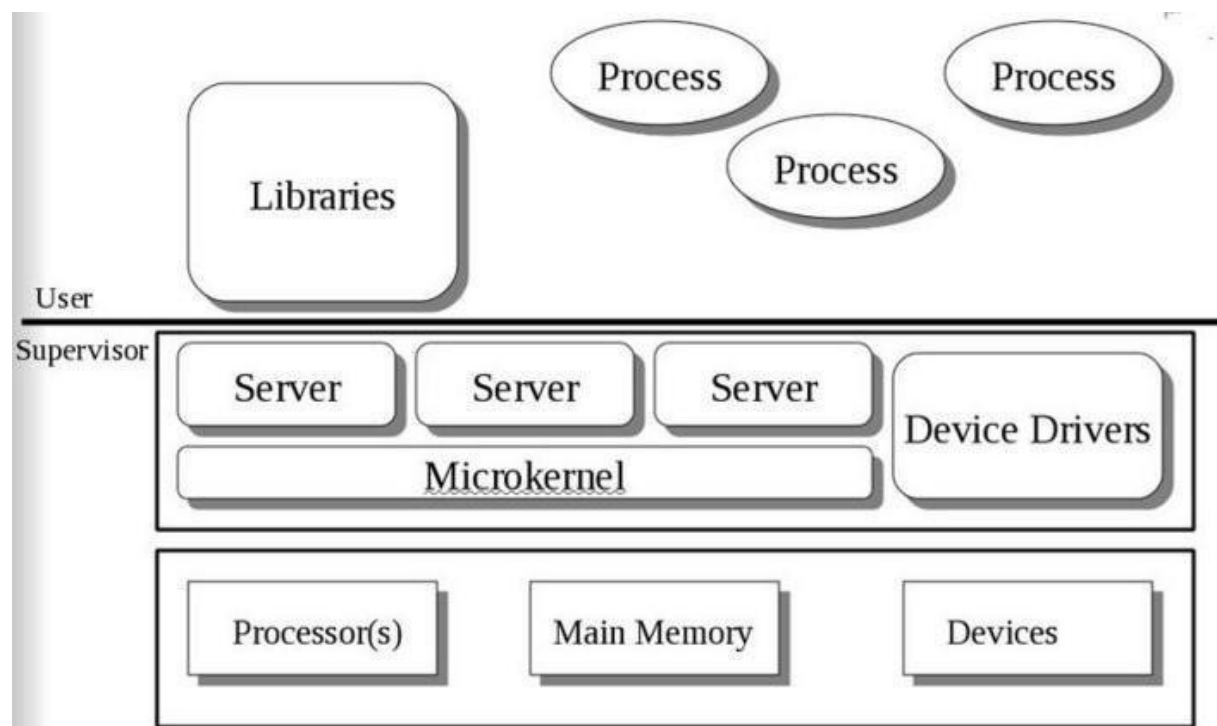 Process
Process
Process
Libraries
User
Supervisor
Server
Server
Server
Device Drivers
Microkernel
Processor(s)
Main Memory
Devices